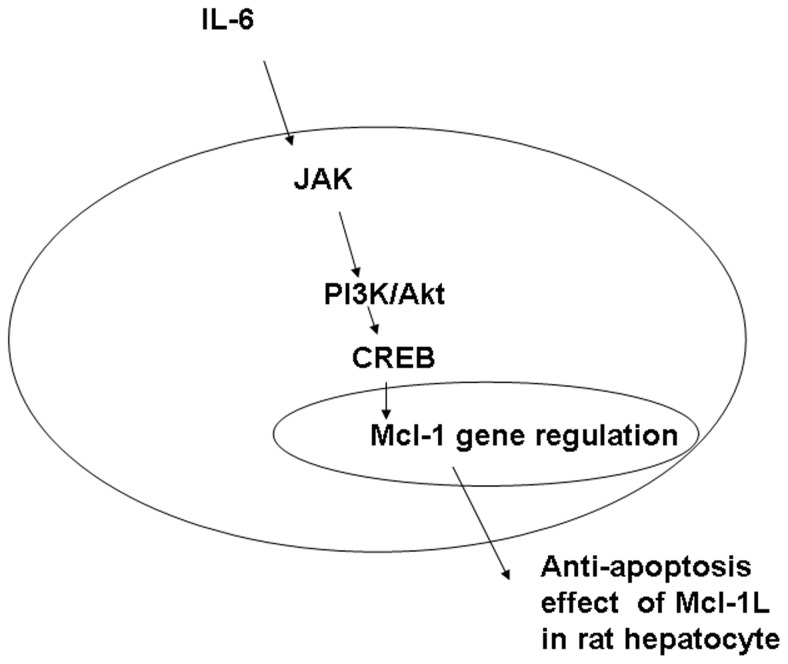 IL-6
JAK
PI3K/Akt
CREB
Mcl-1 gene regulation
Anti-apoptosis
effect of Mcl-1L
in rat hepatocyte